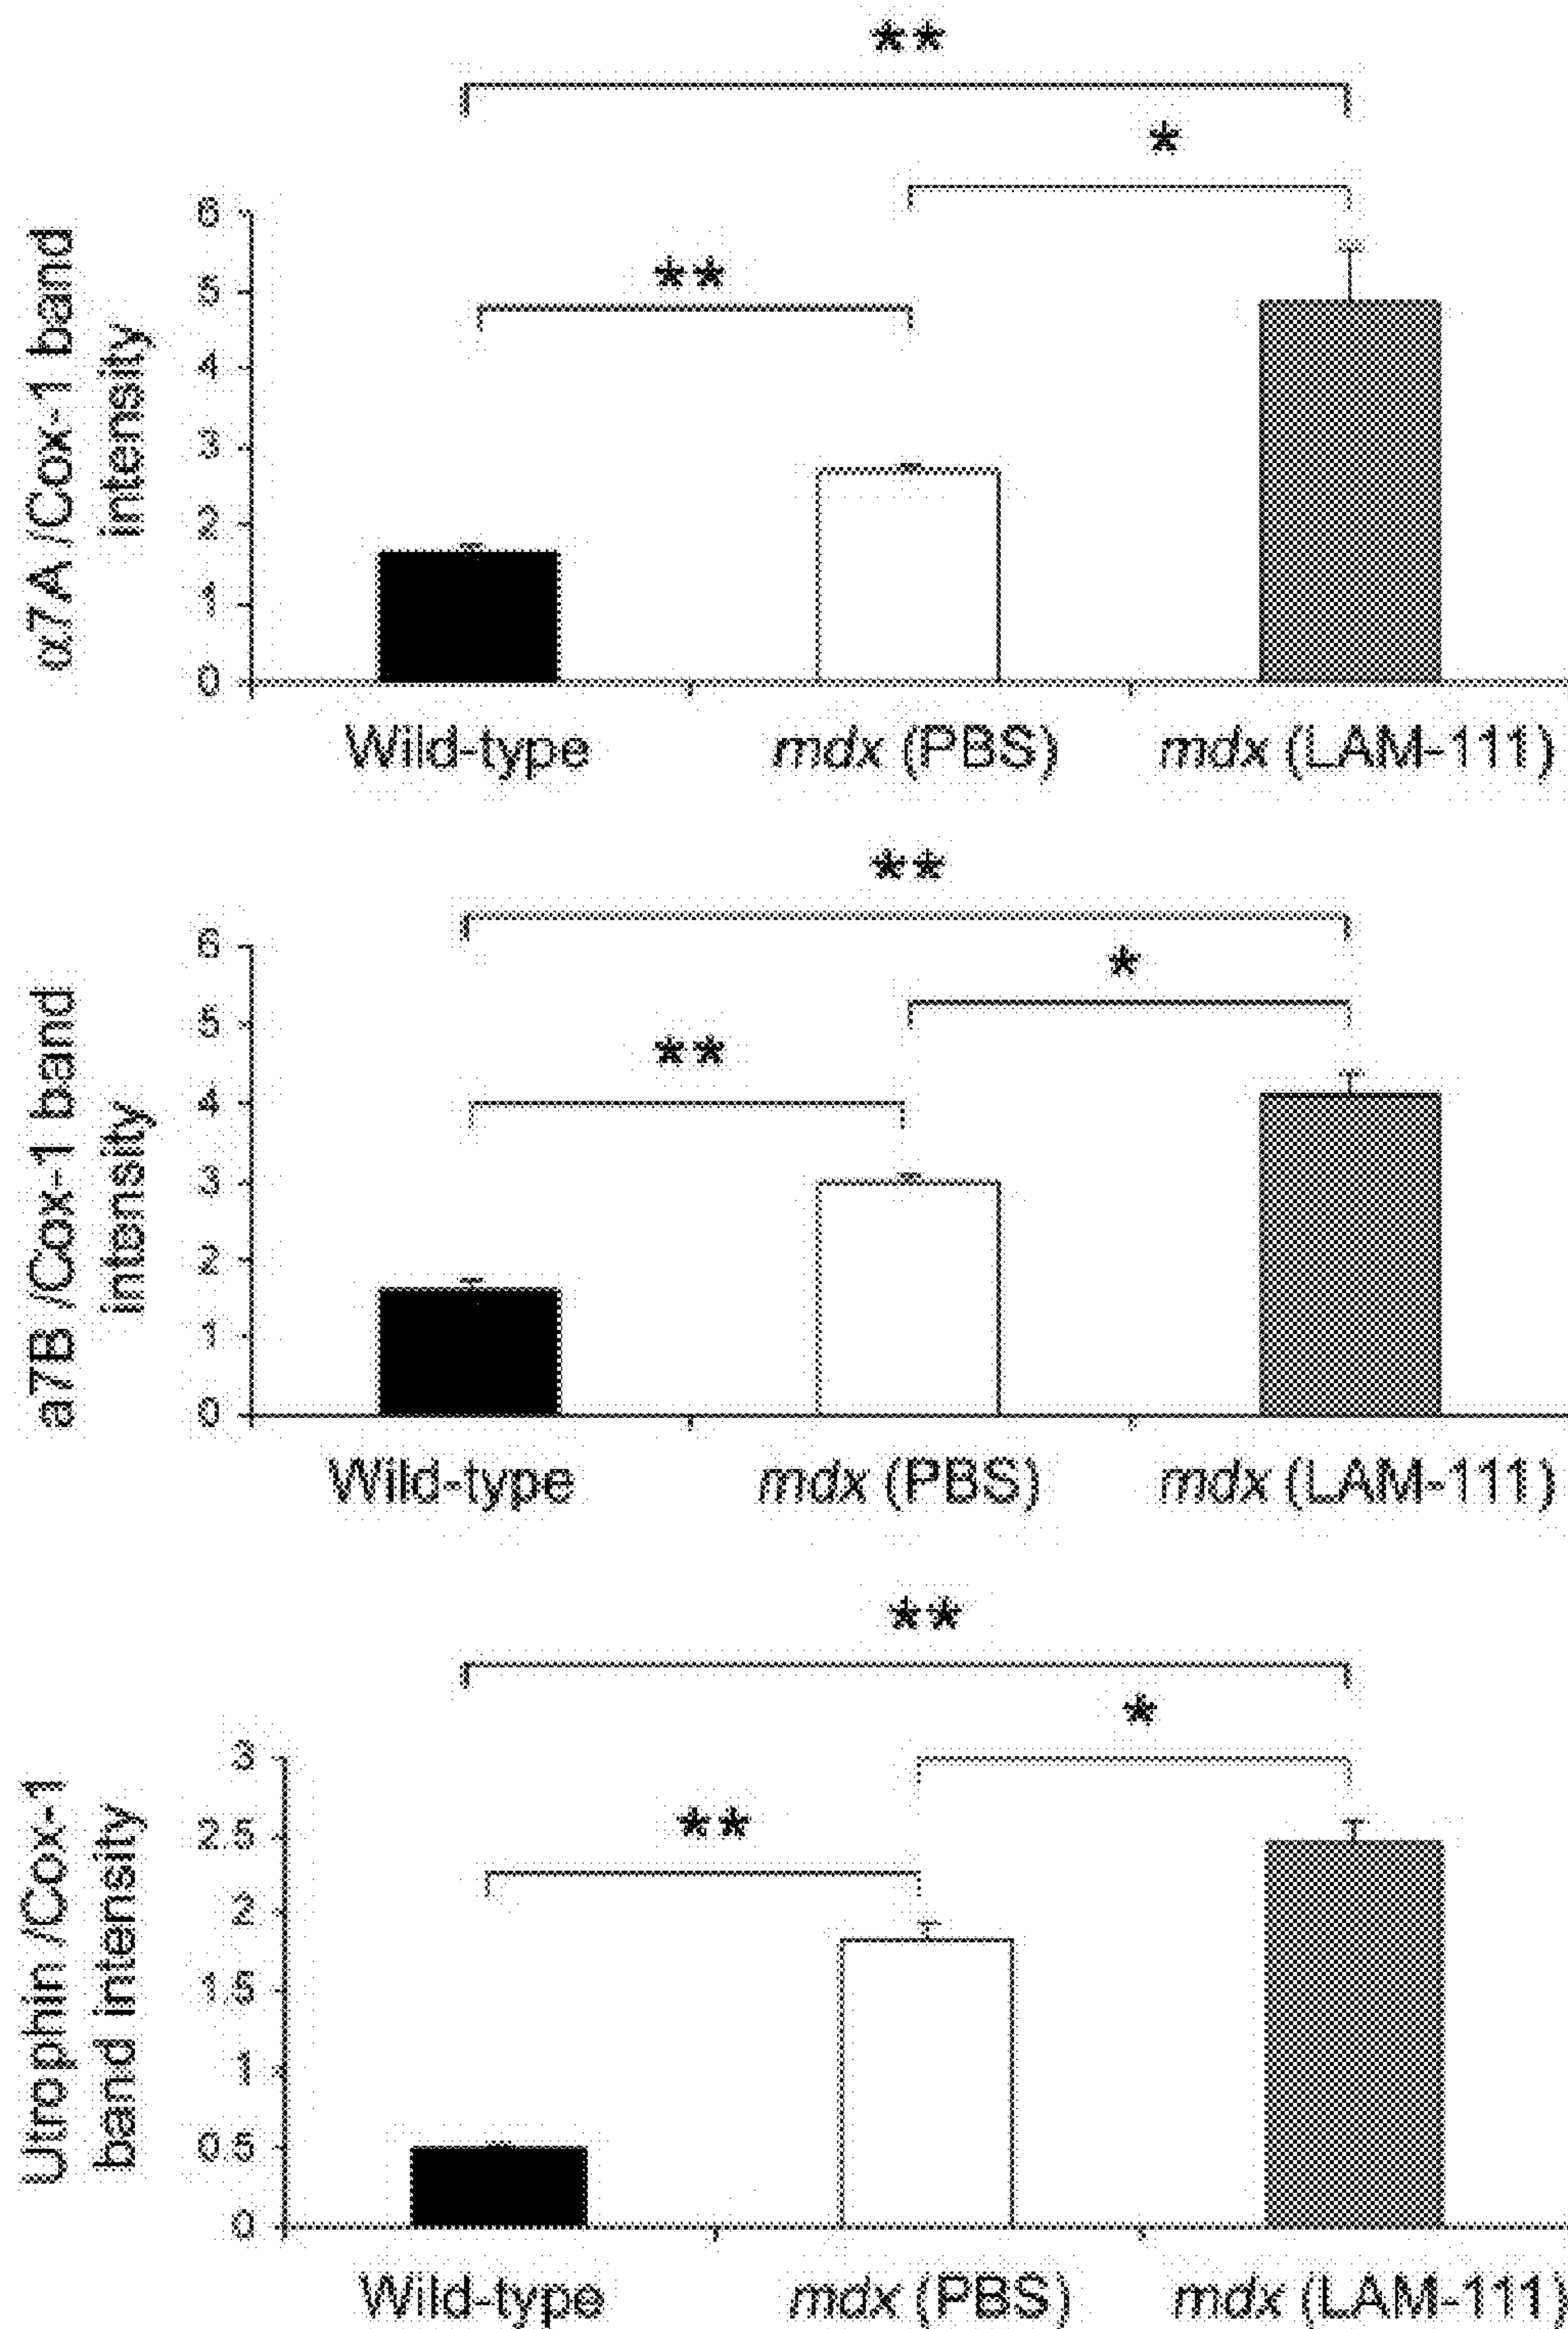 **
*
**
6
5
4
3
2
1
0
α7A /Cox-1 band
intensity
Wild-type
mdx (PBS)
mdx (LAM-111)
**
*
**
6
5
4
3
2
1
0
a7B /Cox-1 band
intensity
Wild-type
mdx (PBS)
mdx (LAM-111)
**
*
**
3
2.5
2
1.5
1
0.5
0
Utrophin /Cox-1
band intensity
Wild-type
mdx (PBS)
mdx (LAM-111)